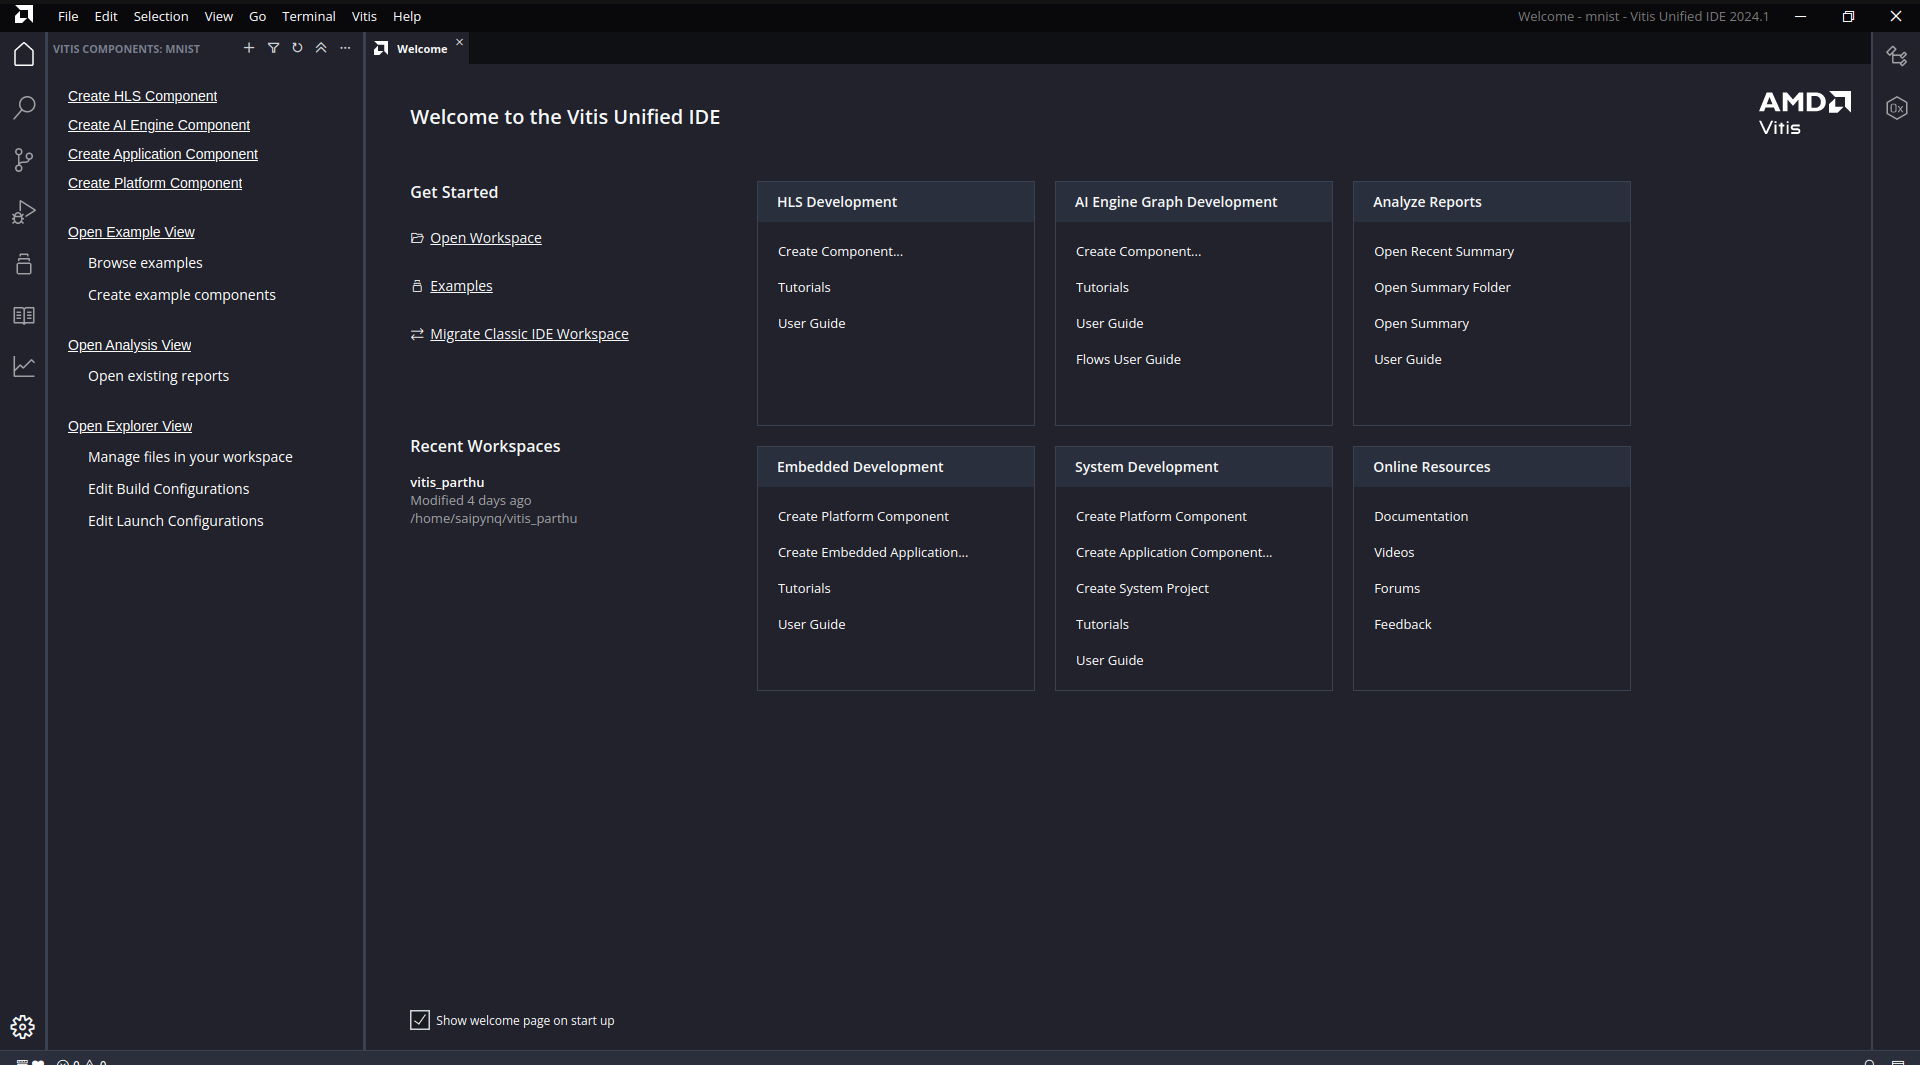 File Edit Selection View Go Terminal Vitis Help
Welcome - mnist - Vitis Unified IDE 2024.1
VITIS COMPONENTS: MNIST
Welcome
Create HLS Component
Create AI Engine Component
Create Application Component
Create Platform Component
Open Example View
Browse examples
Create example components
Open Analysis View
Open existing reports
Open Explorer View
Manage files in your workspace
Edit Build Configurations
Edit Launch Configurations
Welcome to the Vitis Unified IDE
AMD
Vitis
Get Started
Open Workspace
Examples
Migrate Classic IDE Workspace
Recent Workspaces
vitis_parthu
Modified 4 days ago
/home/saipynq/vitis_parthu
HLS Development
Create Component...
Tutorials
User Guide
AI Engine Graph Development
Create Component...
Tutorials
User Guide
Flows User Guide
Analyze Reports
Open Recent Summary
Open Summary Folder
Open Summary
User Guide
Embedded Development
Create Platform Component
Create Embedded Application...
Tutorials
User Guide
System Development
Create Platform Component
Create Application Component...
Create System Project
Tutorials
User Guide
Online Resources
Documentation
Videos
Forums
Feedback
0x
Show welcome page on start up